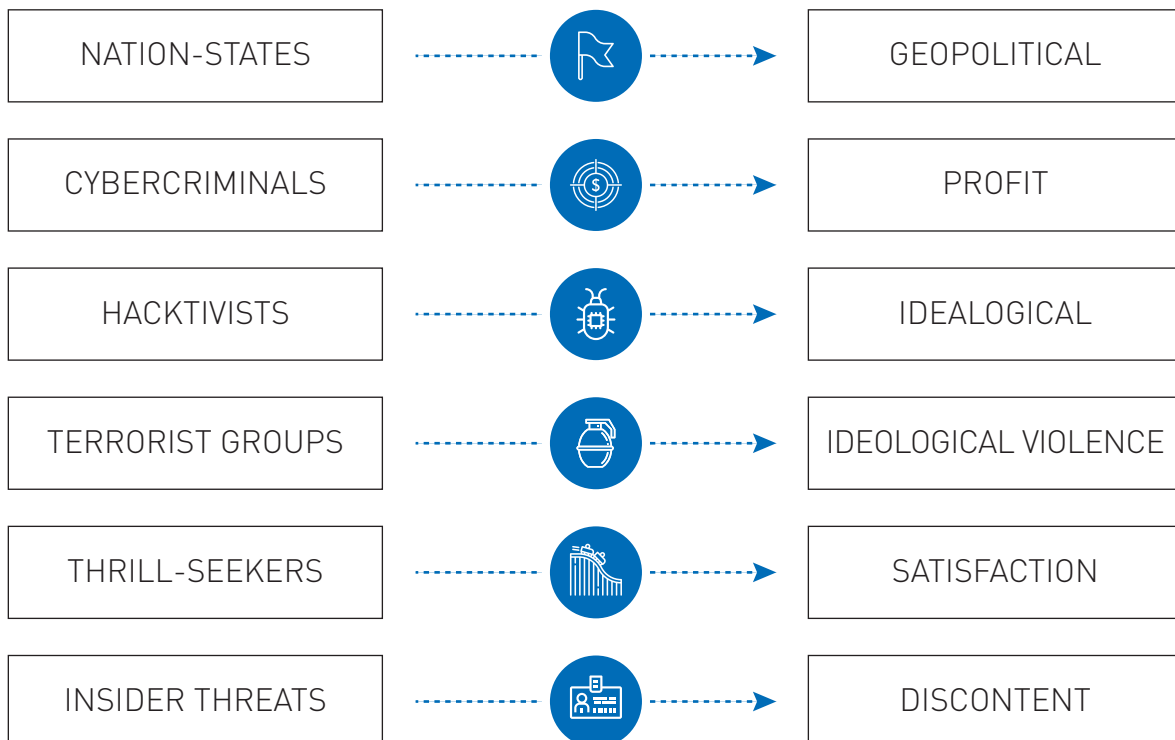 NATION-STATES
GEOPOLITICAL
CYBERCRIMINALS
$
PROFIT
HACKTIVISTS
IDEALOGICAL
TERRORIST GROUPS
IDEOLOGICAL VIOLENCE
THRILL-SEEKERS
SATISFACTION
INSIDER THREATS
DISCONTENT